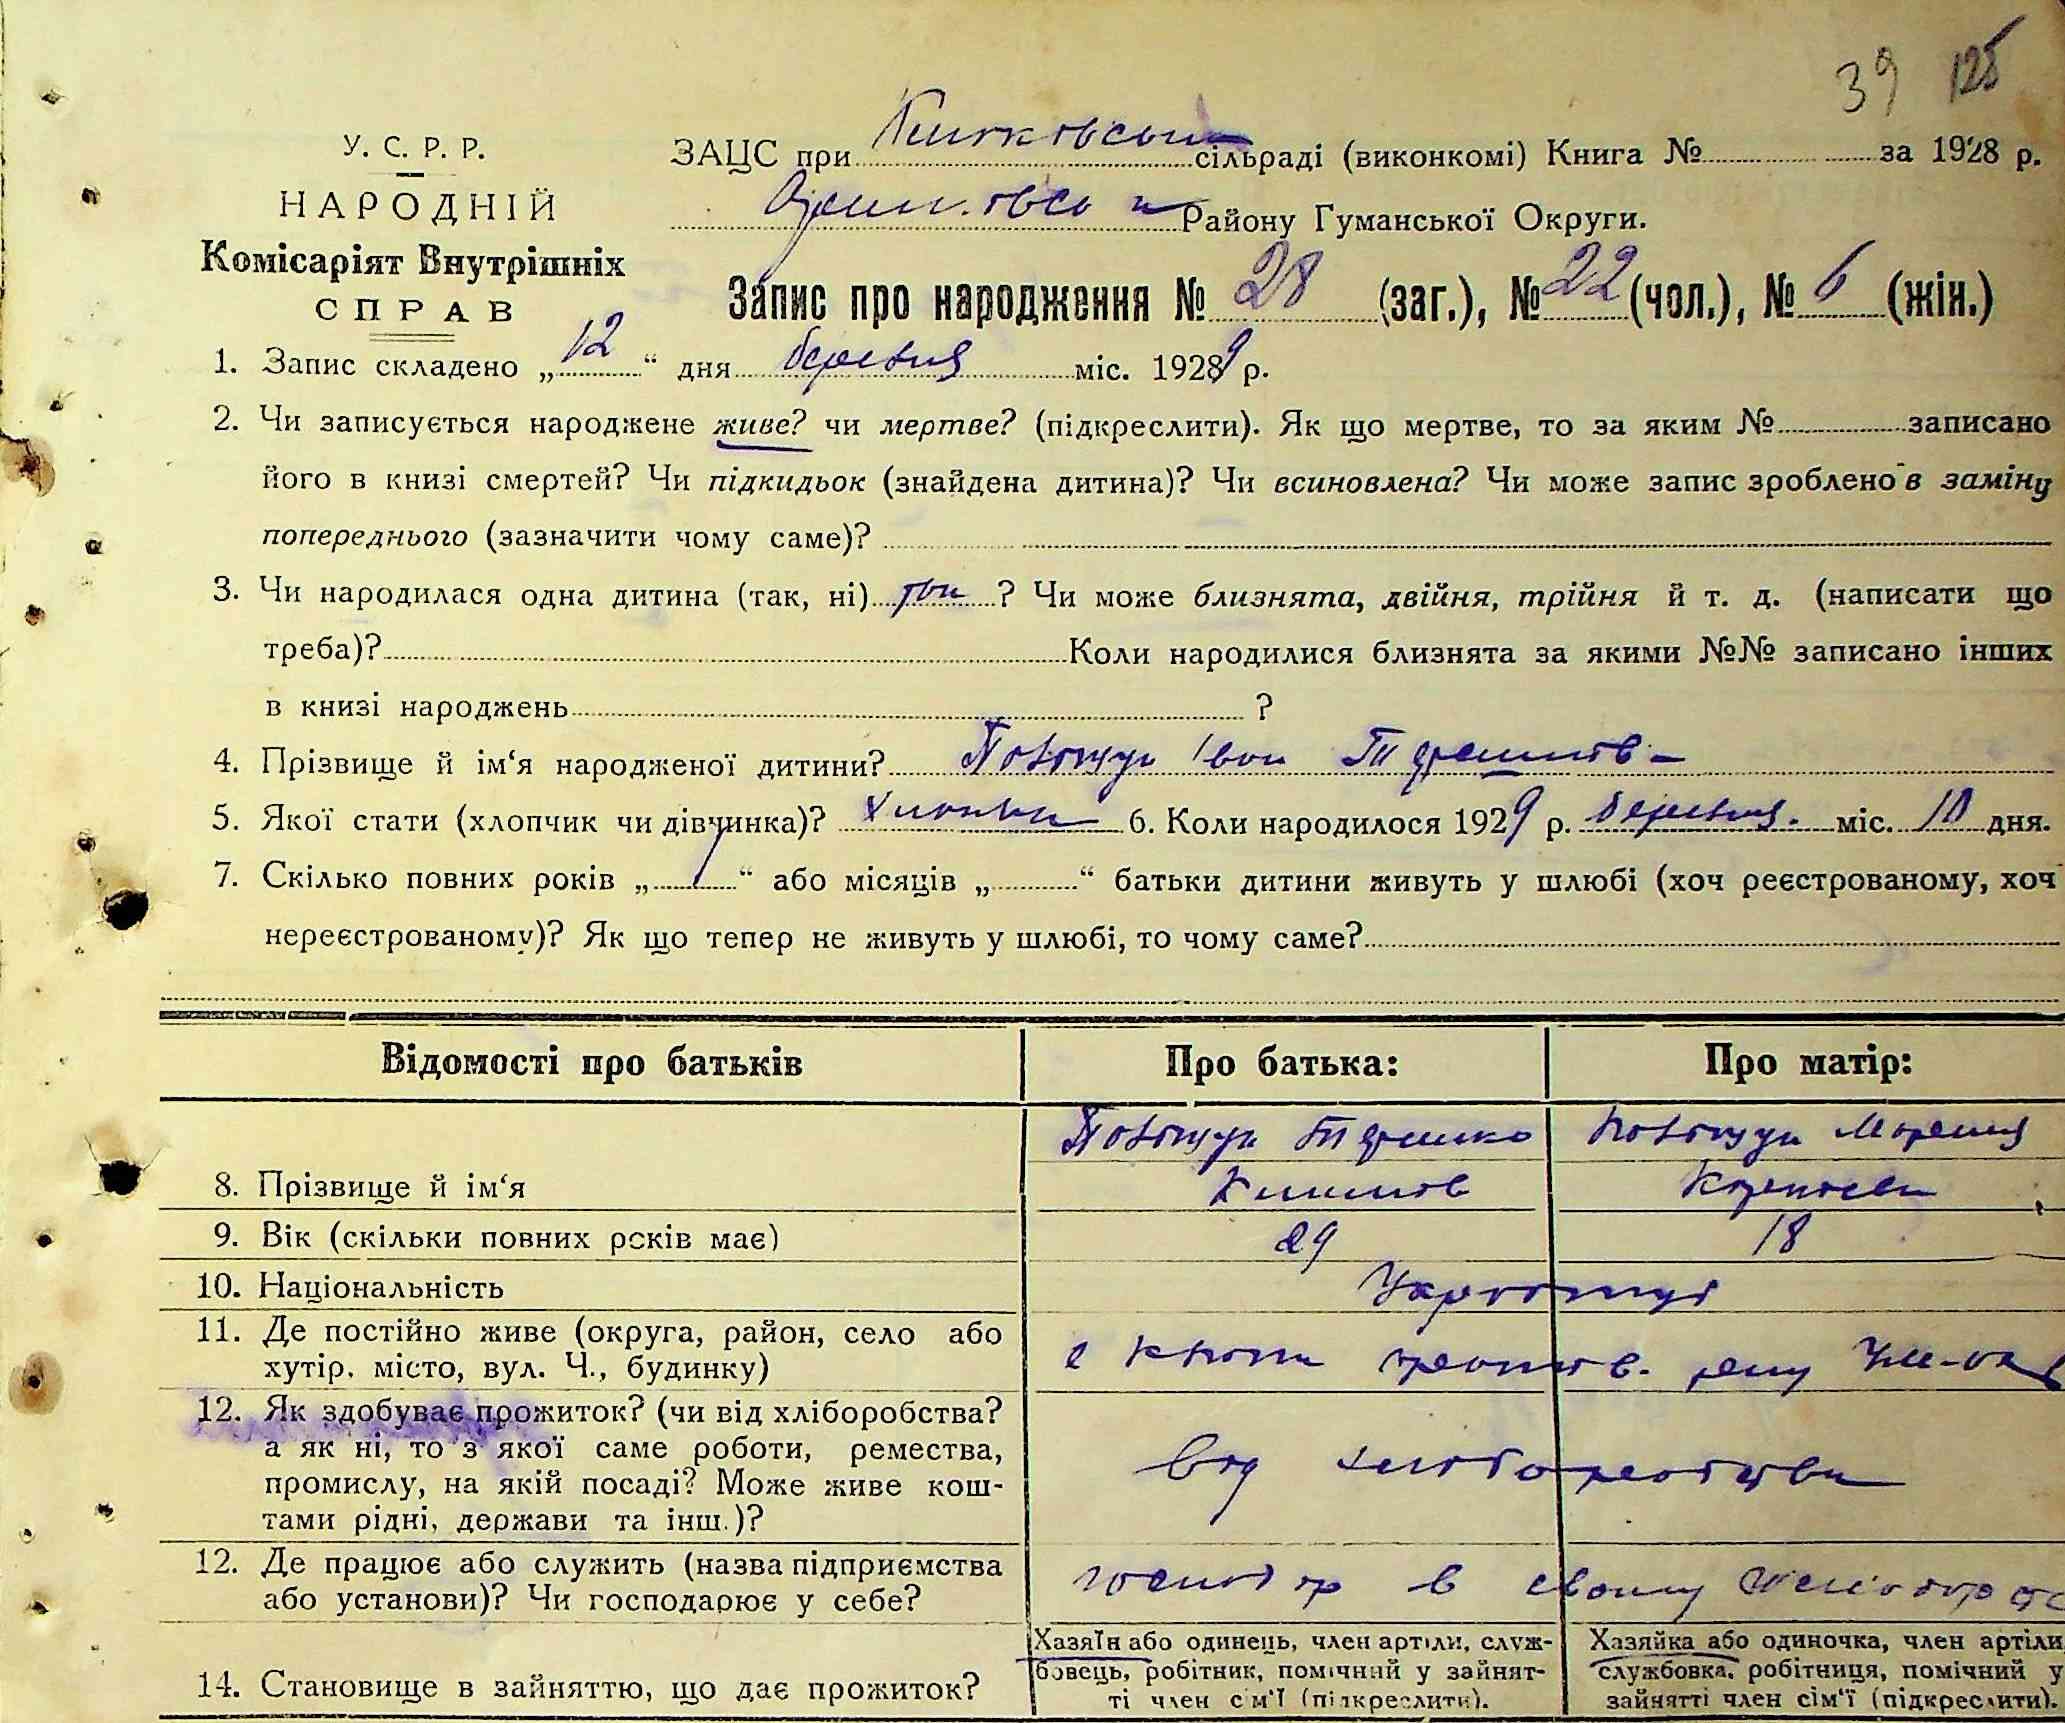 39 125
У. С. Р. Р.
НАРОДНІЙ
Комісаріят Внутрішніх
СПРАВ
ЗАЦС при сільраді (виконкомі) Книга № за 1928 р.
Району Гуманської Округи.
Запис про народження № 28 (заг.), № 22 (чол.), № 6 (жін.)
1. Запис складено „ 12 “ дня березня міс. 1929 р.
2. Чи записується народжене живе? чи мертве? (підкреслити). Як що мертве, то за яким № записано
його в книзі смертей? Чи підкидьок (знайдена дитина)? Чи всиновлена? Чи може запис зроблено в заміну
попереднього (зазначити чому саме)?
3. Чи народилася одна дитина (так, ні) так ? Чи може близнята, двійня, трійня й т. д. (написати що
треба)? Коли народилися близнята за якими №№ записано інших
в книзі народжень ?
4. Прізвище й ім‘я народженої дитини? Іван
5. Якої стати (хлопчик чи дівчинка)? 6. Коли народилося 1929 р. березня. міс. 10 дня.
7. Скілько повних років „ 1 “ або місяців „ “ батьки дитини живуть у шлюбі (хоч реєстрованому, хоч
нереєстрованому)? Як що тепер не живуть у шлюбі, то чому саме?
Відомості про батьків Про батька: Про матір:
8. Прізвище й ім‘я
9. Вік (скільки повних років має) 29 18
10. Національність
11. Де постійно живе (округа, район, село або
хутір, місто, вул. Ч., будинку)
12. Як здобуває прожиток? (чи від хліборобства?
а як ні, то з якої саме роботи, ремества,
промислу, на якій посаді? Може живе кош-
тами рідні, держави та інш.)?
від хліборобства
12. Де працює або служить (назва підприємства
або установи)? Чи господарює у себе?
в своєму
14. Становище в зайняттю, що дає прожиток?
Хазяїн або одинець, член артіли, служ-
бовець, робітник, помічний у зайнят-
ті член сім‘ї (підкреслити).
Хазяйка або одиночка, член артіли
службовка, робітниця, помічний у
зайнятті член сім‘ї (підкреслити).